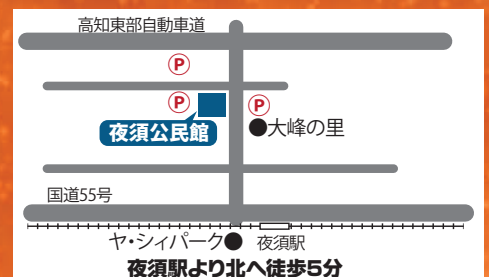 高知東部自動車道
P
P
P
夜須公民館
●大峰の里
国道55号
ヤ・シィパーク●
夜須駅
夜須駅より北へ徒歩5分